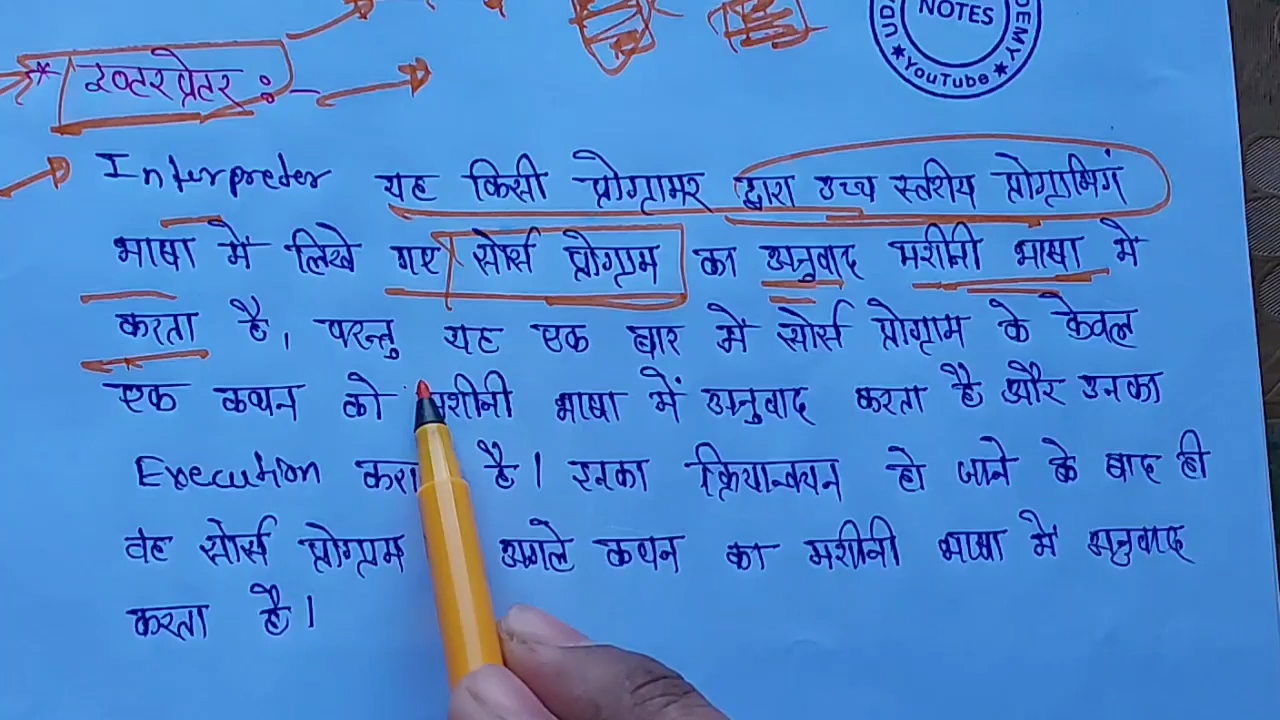 NOTES
YouTube
* इण्टरप्रेटर :-
Interpreter यह किसी प्रोग्रामर द्वारा उच्च स्तरीय प्रोग्रामिगं
भाषा में लिखे गए सोर्स प्रोग्राम का अनुवाद मशीनी भाषा में
करता है, परन्तु यह एक बार में सोर्स प्रोग्राम के केवल
एक कथन को मशीनी भाषा में अनुवाद करता है और उनका
Execution करा है। इनका क्रियान्वयन हो जाने के बाद ही
वह सोर्स प्रोग्राम अगले कथन का मशीनी भाषा में अनुवाद
करता है।